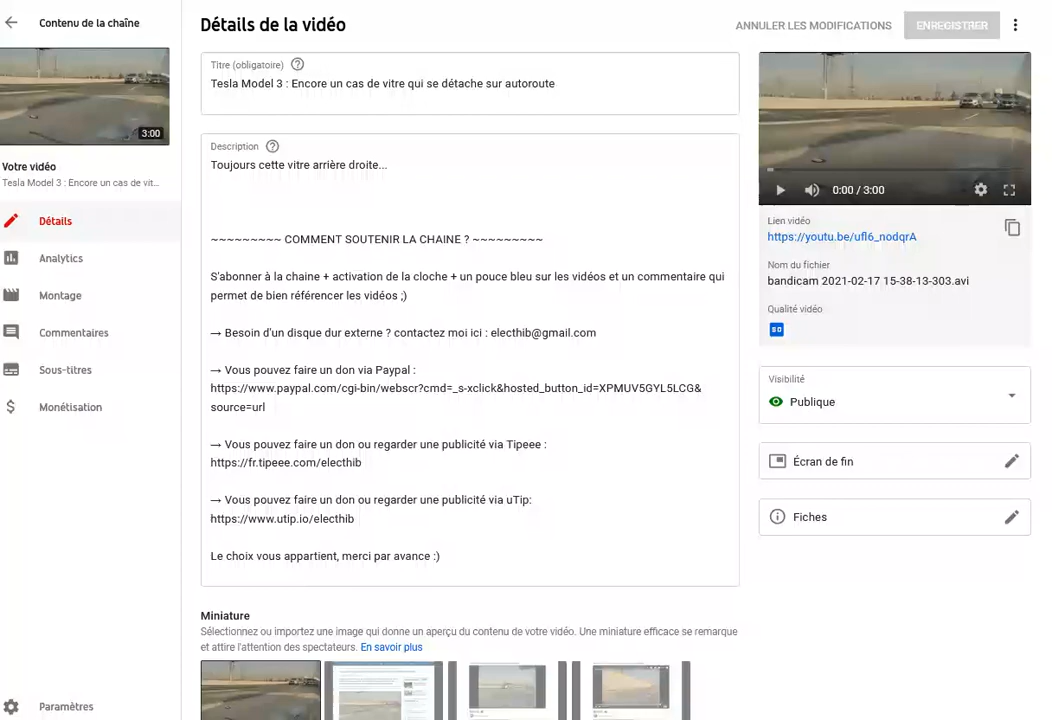 Contenu de la chaîne
3:00
Votre vidéo
Tesla Model 3 : Encore un cas de vit...
Détails
Analytics
Montage
Commentaires
Sous-titres
Monétisation
Paramètres
Détails de la vidéo
ANNULER LES MODIFICATIONS
ENREGISTRER
Titre (obligatoire)
Tesla Model 3 : Encore un cas de vitre qui se détache sur autoroute
Description
Toujours cette vitre arrière droite...
~~~~~~~~~ COMMENT SOUTENIR LA CHAINE ? ~~~~~~~~~
S'abonner à la chaine + activation de la cloche + un pouce bleu sur les vidéos et un commentaire qui
permet de bien référencer les vidéos ;)
→ Besoin d'un disque dur externe ? contactez moi ici : electhib@gmail.com
→ Vous pouvez faire un don via Paypal :
https://www.paypal.com/cgi-bin/webscr?cmd=_s-xclick&hosted_button_id=XPMUV5GYL5LCG&
source=url
→ Vous pouvez faire un don ou regarder une publicité via Tipeee :
https://fr.tipeee.com/electhib
→ Vous pouvez faire un don ou regarder une publicité via uTip:
https://www.utip.io/electhib
Le choix vous appartient, merci par avance :)
Miniature
Sélectionnez ou importez une image qui donne un aperçu du contenu de votre vidéo. Une miniature efficace se remarque
et attire l'attention des spectateurs. En savoir plus
0:00 / 3:00
Lien vidéo
https://youtu.be/ufl6_nodqrA
Nom du fichier
bandicam 2021-02-17 15-38-13-303.avi
Qualité vidéo
SD
Visibilité
Publique
Écran de fin
Fiches